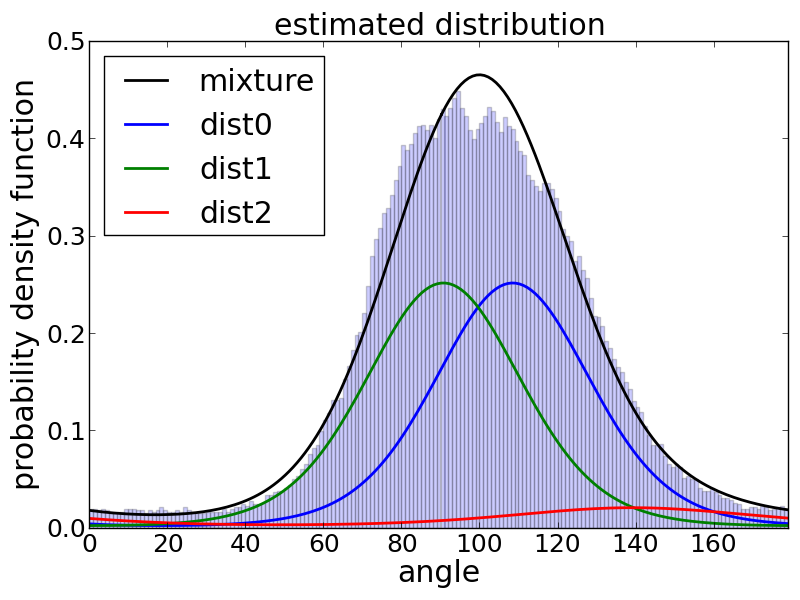 estimated distribution
probability density function
0.5
0.4
0.3
0.2
0.1
0.0
mixture
dist0
dist1
dist2
0 20 40 60 80 100 120 140 160
angle